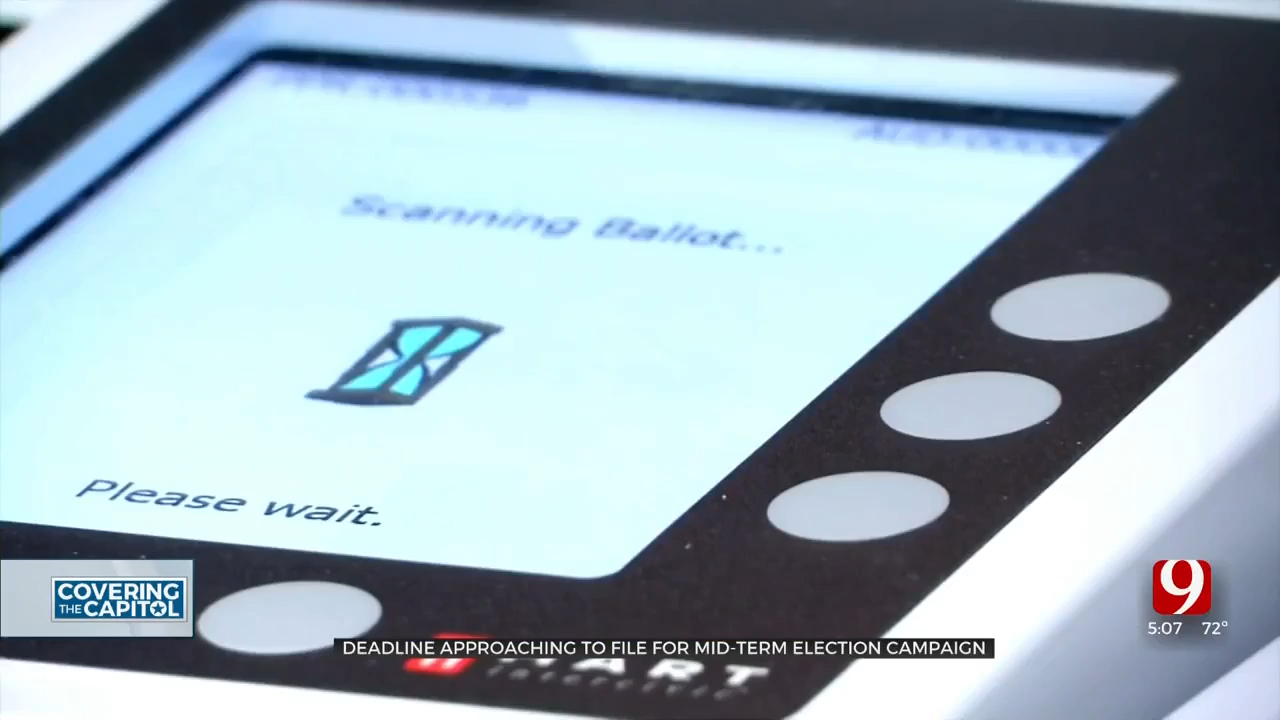 Scanning Ballot...
Please wait.
COVERING
THE CAPITOL
DEADLINE APPROACHING TO FILE FOR MID-TERM ELECTION CAMPAIGN
9
5:07 72°